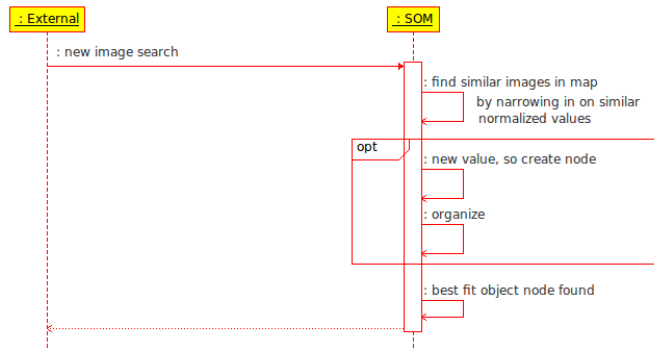 : External
: SOM
: new image search
: find similar images in map
by narrowing in on similar
normalized values
opt
: new value, so create node
: organize
: best fit object node found